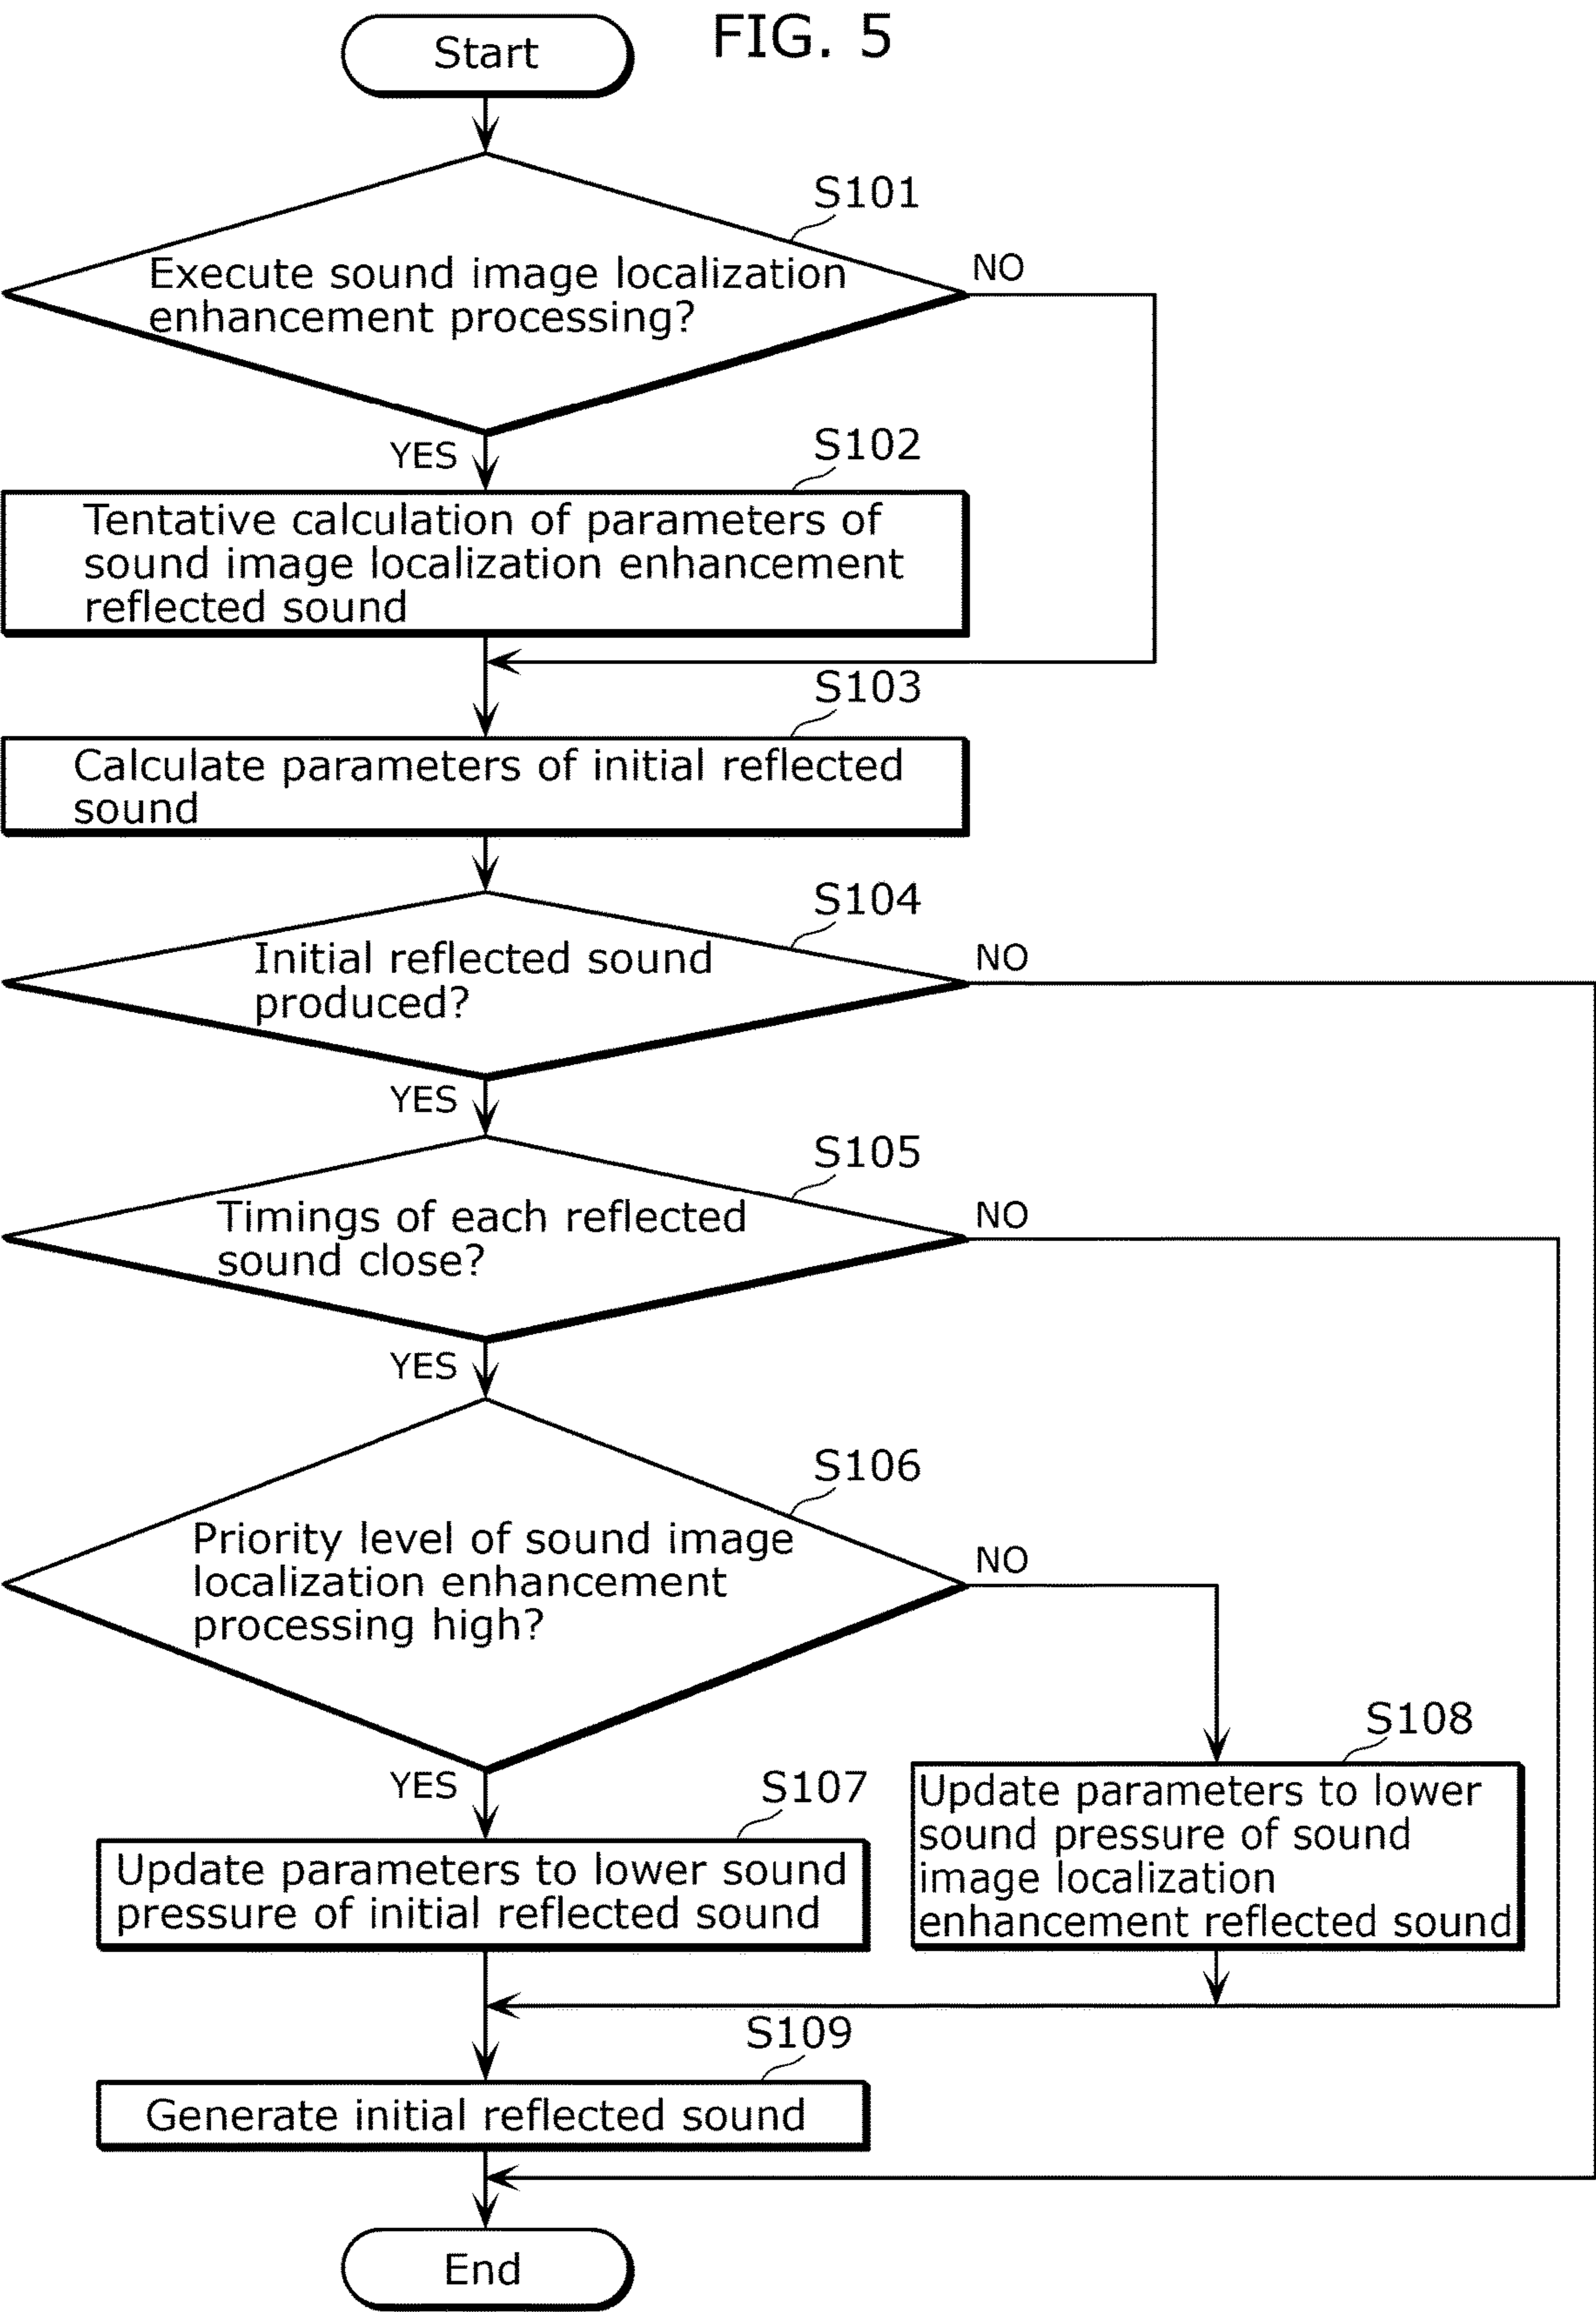 FIG. 5
Start
S101
Execute sound image localization
enhancement processing?
NO
YES
S102
Tentative calculation of parameters of
sound image localization enhancement
reflected sound
S103
Calculate parameters of initial reflected
sound
S104
Initial reflected sound
produced?
NO
YES
S105
Timings of each reflected
sound close?
NO
YES
S106
Priority level of sound image
localization enhancement
processing high?
NO
YES
S107
Update parameters to lower sound
pressure of initial reflected sound
S108
Update parameters to lower
sound pressure of sound
image localization
enhancement reflected sound
S109
Generate initial reflected sound
End